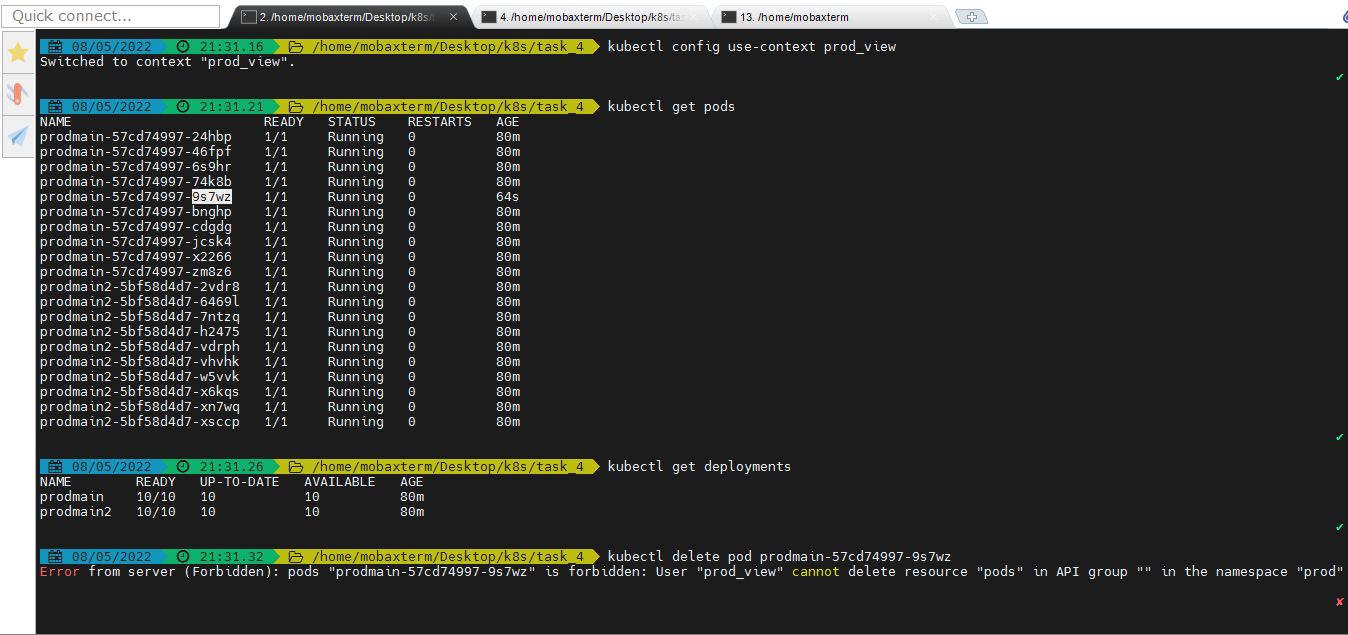 Quick connect...
2. /home/mobaxterm/Desktop/k8s/
4. /home/mobaxterm/Desktop/k8s/tas
13. /home/mobaxterm
08/05/2022 21:31.16 /home/mobaxterm/Desktop/k8s/task_4 kubectl config use-context prod_view
Switched to context "prod_view".
08/05/2022 21:31.21 /home/mobaxterm/Desktop/k8s/task_4 kubectl get pods
NAME READY STATUS RESTARTS AGE
prodmain-57cd74997-24hbp 1/1 Running 0 80m
prodmain-57cd74997-46fpf 1/1 Running 0 80m
prodmain-57cd74997-6s9hr 1/1 Running 0 80m
prodmain-57cd74997-74k8b 1/1 Running 0 80m
prodmain-57cd74997-9s7wz 1/1 Running 0 64s
prodmain-57cd74997-bnghp 1/1 Running 0 80m
prodmain-57cd74997-cdgdg 1/1 Running 0 80m
prodmain-57cd74997-jcsk4 1/1 Running 0 80m
prodmain-57cd74997-x2266 1/1 Running 0 80m
prodmain-57cd74997-zm8z6 1/1 Running 0 80m
prodmain2-5bf58d4d7-2vdr8 1/1 Running 0 80m
prodmain2-5bf58d4d7-6469l 1/1 Running 0 80m
prodmain2-5bf58d4d7-7ntzq 1/1 Running 0 80m
prodmain2-5bf58d4d7-h2475 1/1 Running 0 80m
prodmain2-5bf58d4d7-vdrph 1/1 Running 0 80m
prodmain2-5bf58d4d7-vhvhk 1/1 Running 0 80m
prodmain2-5bf58d4d7-w5vvk 1/1 Running 0 80m
prodmain2-5bf58d4d7-x6kqs 1/1 Running 0 80m
prodmain2-5bf58d4d7-xn7wq 1/1 Running 0 80m
prodmain2-5bf58d4d7-xsccp 1/1 Running 0 80m
08/05/2022 21:31.26 /home/mobaxterm/Desktop/k8s/task_4 kubectl get deployments
NAME READY UP-TO-DATE AVAILABLE AGE
prodmain 10/10 10 10 80m
prodmain2 10/10 10 10 80m
08/05/2022 21:31.32 /home/mobaxterm/Desktop/k8s/task_4 kubectl delete pod prodmain-57cd74997-9s7wz
Error from server (Forbidden): pods "prodmain-57cd74997-9s7wz" is forbidden: User "prod_view" cannot delete resource "pods" in API group "" in the namespace "prod"